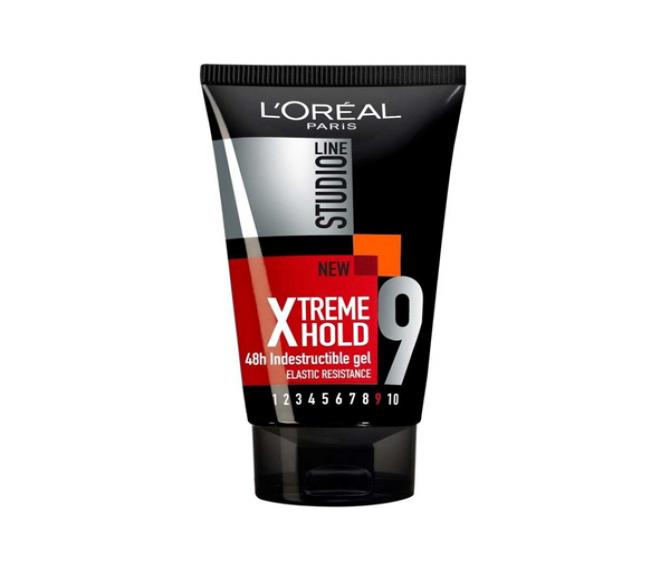 L'ORÉAL
PARIS
STUDIO LINE
NEW
XTREME
HOLD
9
48h Indestructible gel
ELASTIC RESISTANCE
1 2 3 4 5 6 7 8 9 10